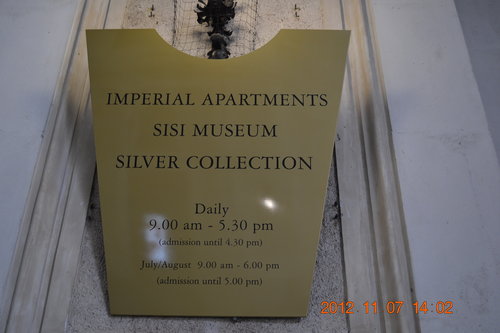 IMPERIAL APARTMENTS
SISI MUSEUM
SILVER COLLECTION
Daily
9.00 am - 5.30 pm
(admission until 4.30 pm)
July/August 9.00 am - 6.00 pm
(admission until 5.00 pm)
2012.11.07 14:02